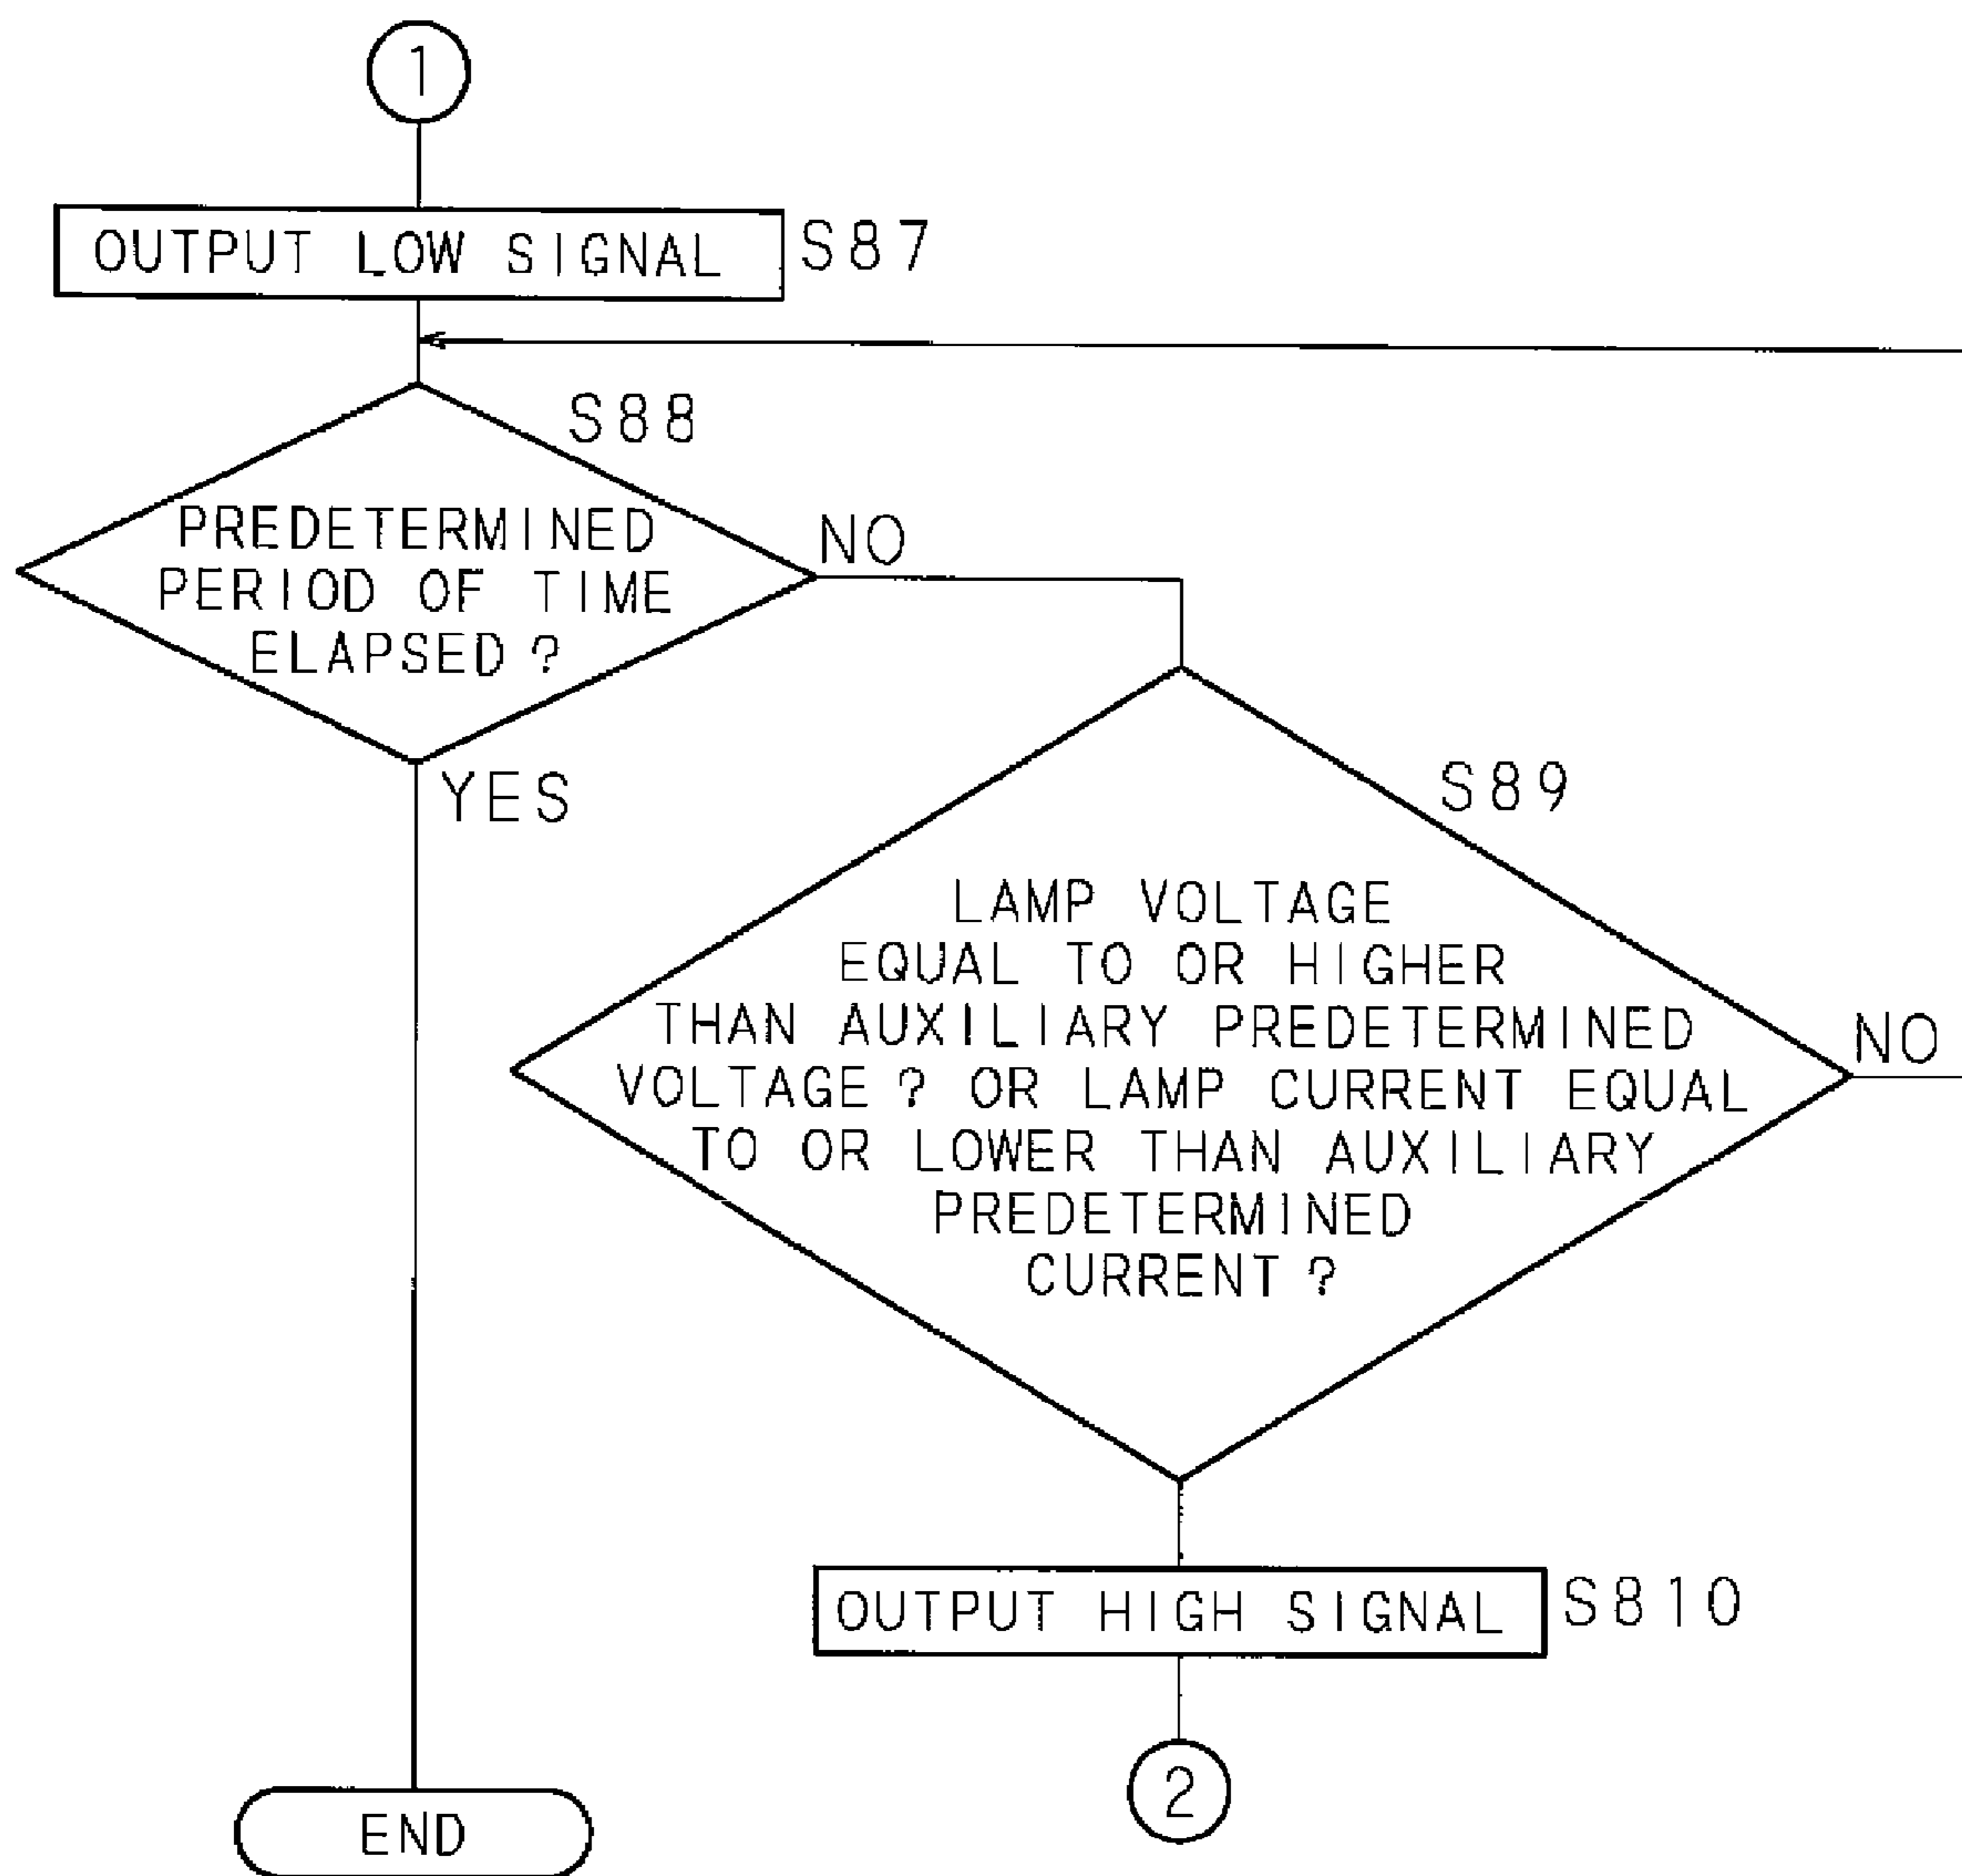 1
OUTPUT LOW SIGNAL
S87
S88
PREDETERMINED
PERIOD OF TIME
ELAPSED?
NO
YES
S89
LAMP VOLTAGE
EQUAL TO OR HIGHER
THAN AUXILIARY PREDETERMINED
VOLTAGE? OR LAMP CURRENT EQUAL
TO OR LOWER THAN AUXILIARY
PREDETERMINED
CURRENT?
NO
OUTPUT HIGH SIGNAL
S810
2
END